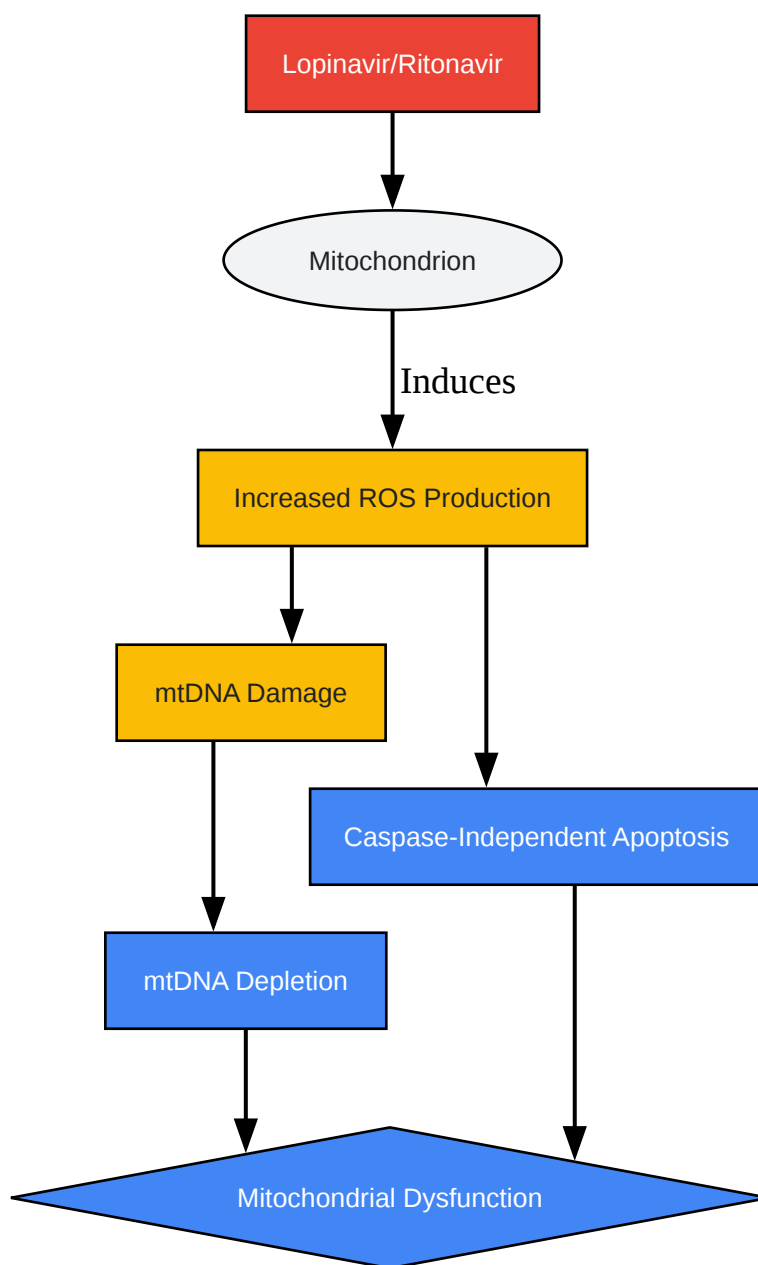 Lopinavir/Ritonavir
Mitochondrion
Induces
Increased ROS Production
mtDNA Damage
Caspase-Independent Apoptosis
mtDNA Depletion
Mitochondrial Dysfunction